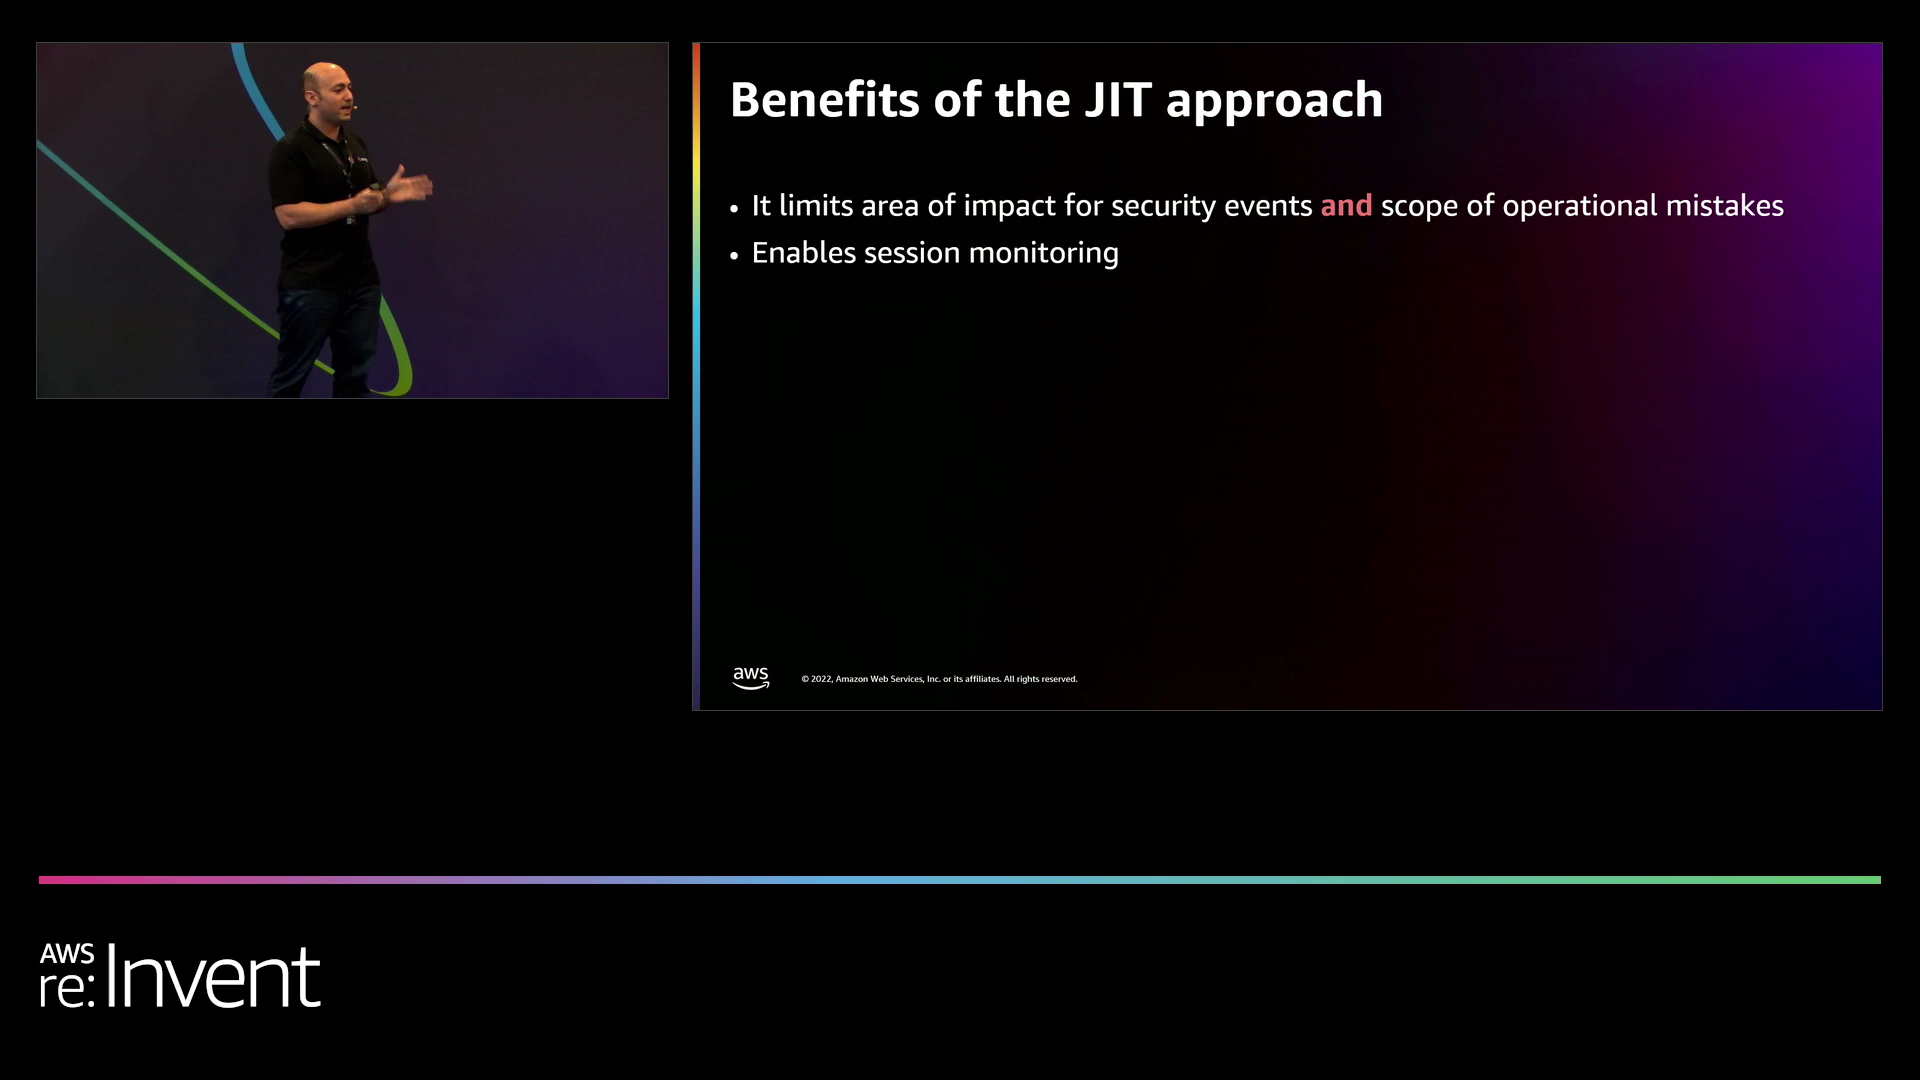 Benefits of the JIT approach
• It limits area of impact for security events and scope of operational mistakes
• Enables session monitoring
aws
© 2022, Amazon Web Services, Inc. or its affiliates. All rights reserved.
AWS
re:Invent